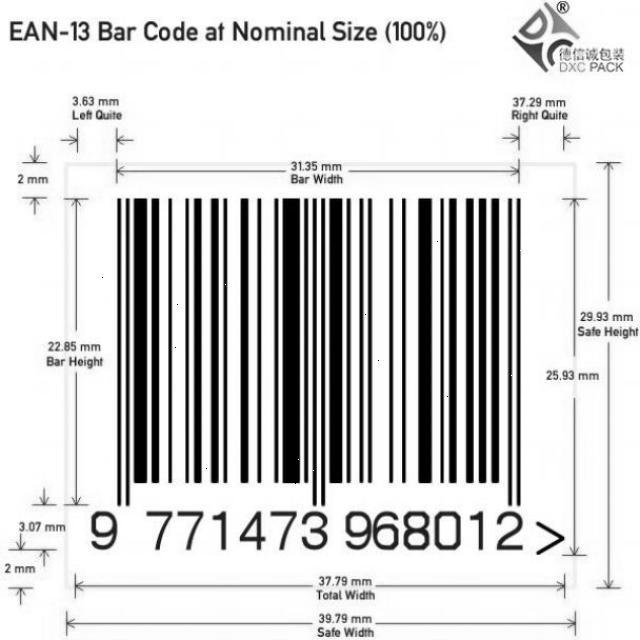 EAN-13 Bar Code at Nominal Size (100%)
®
德信诚包装
DXC PACK
3.63 mm
Left Quite
37.29 mm
Right Quite
31.35 mm
Bar Width
2 mm
22.85 mm
Bar Height
29.93 mm
Safe Height
25.93 mm
9 771473 968012 >
3.07 mm
2 mm
37.79 mm
Total Width
39.79 mm
Safe Width